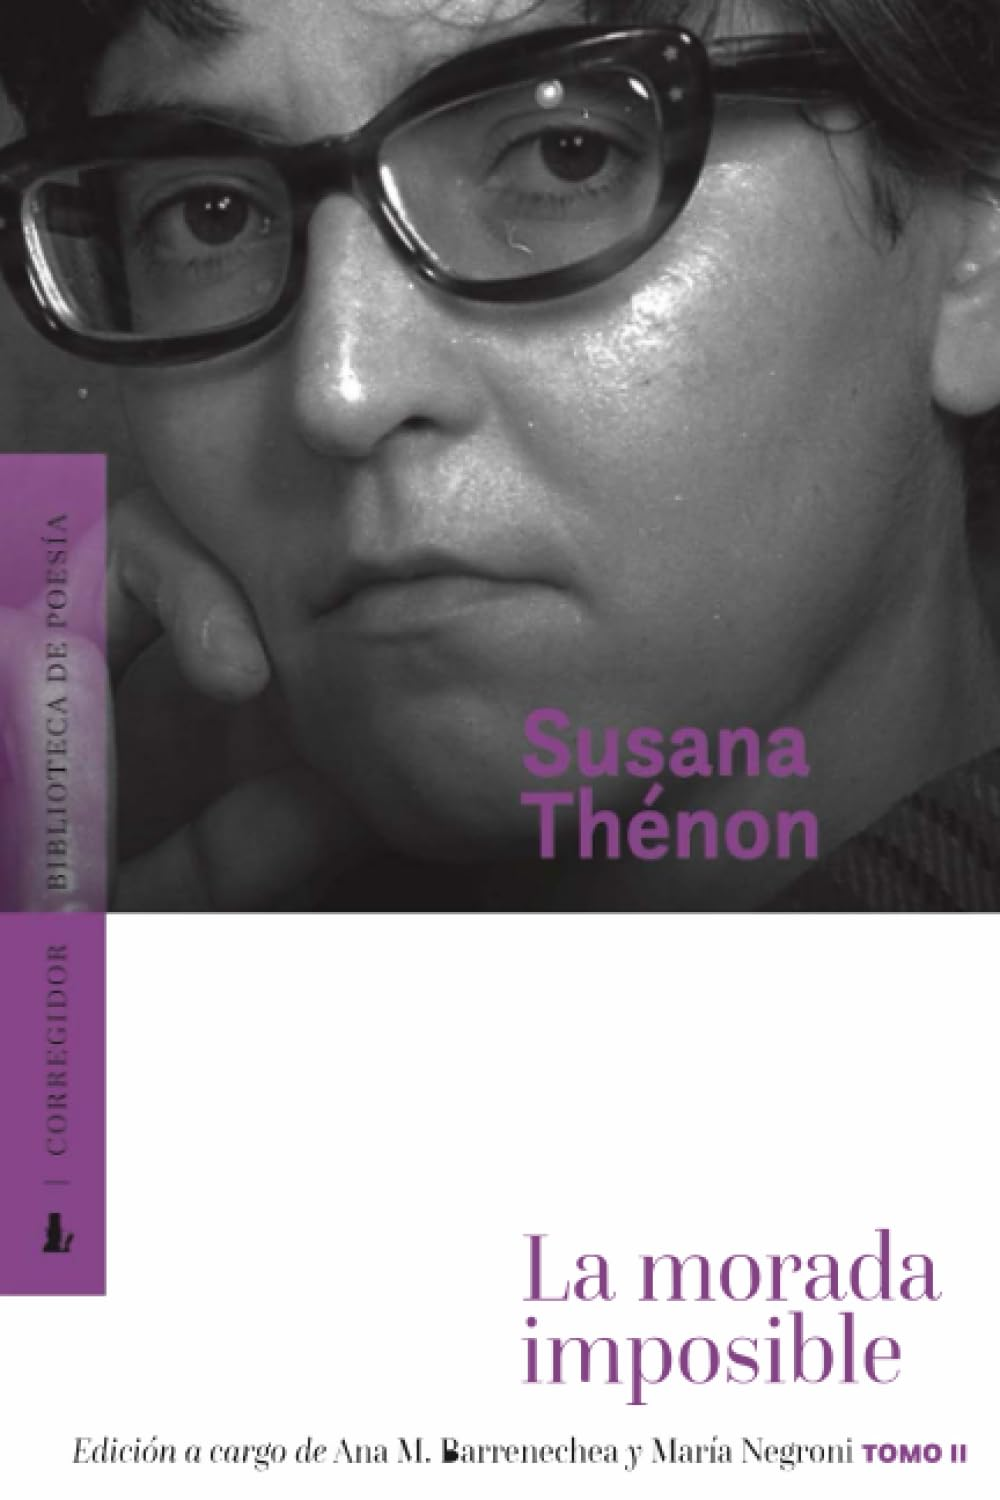 Susana
Thénon
BIBLIOTECA DE POESÍA
| CORREGIDOR
La morada
imposible
Edición a cargo de Ana M. Barrenechea y María Negroni TOMO II